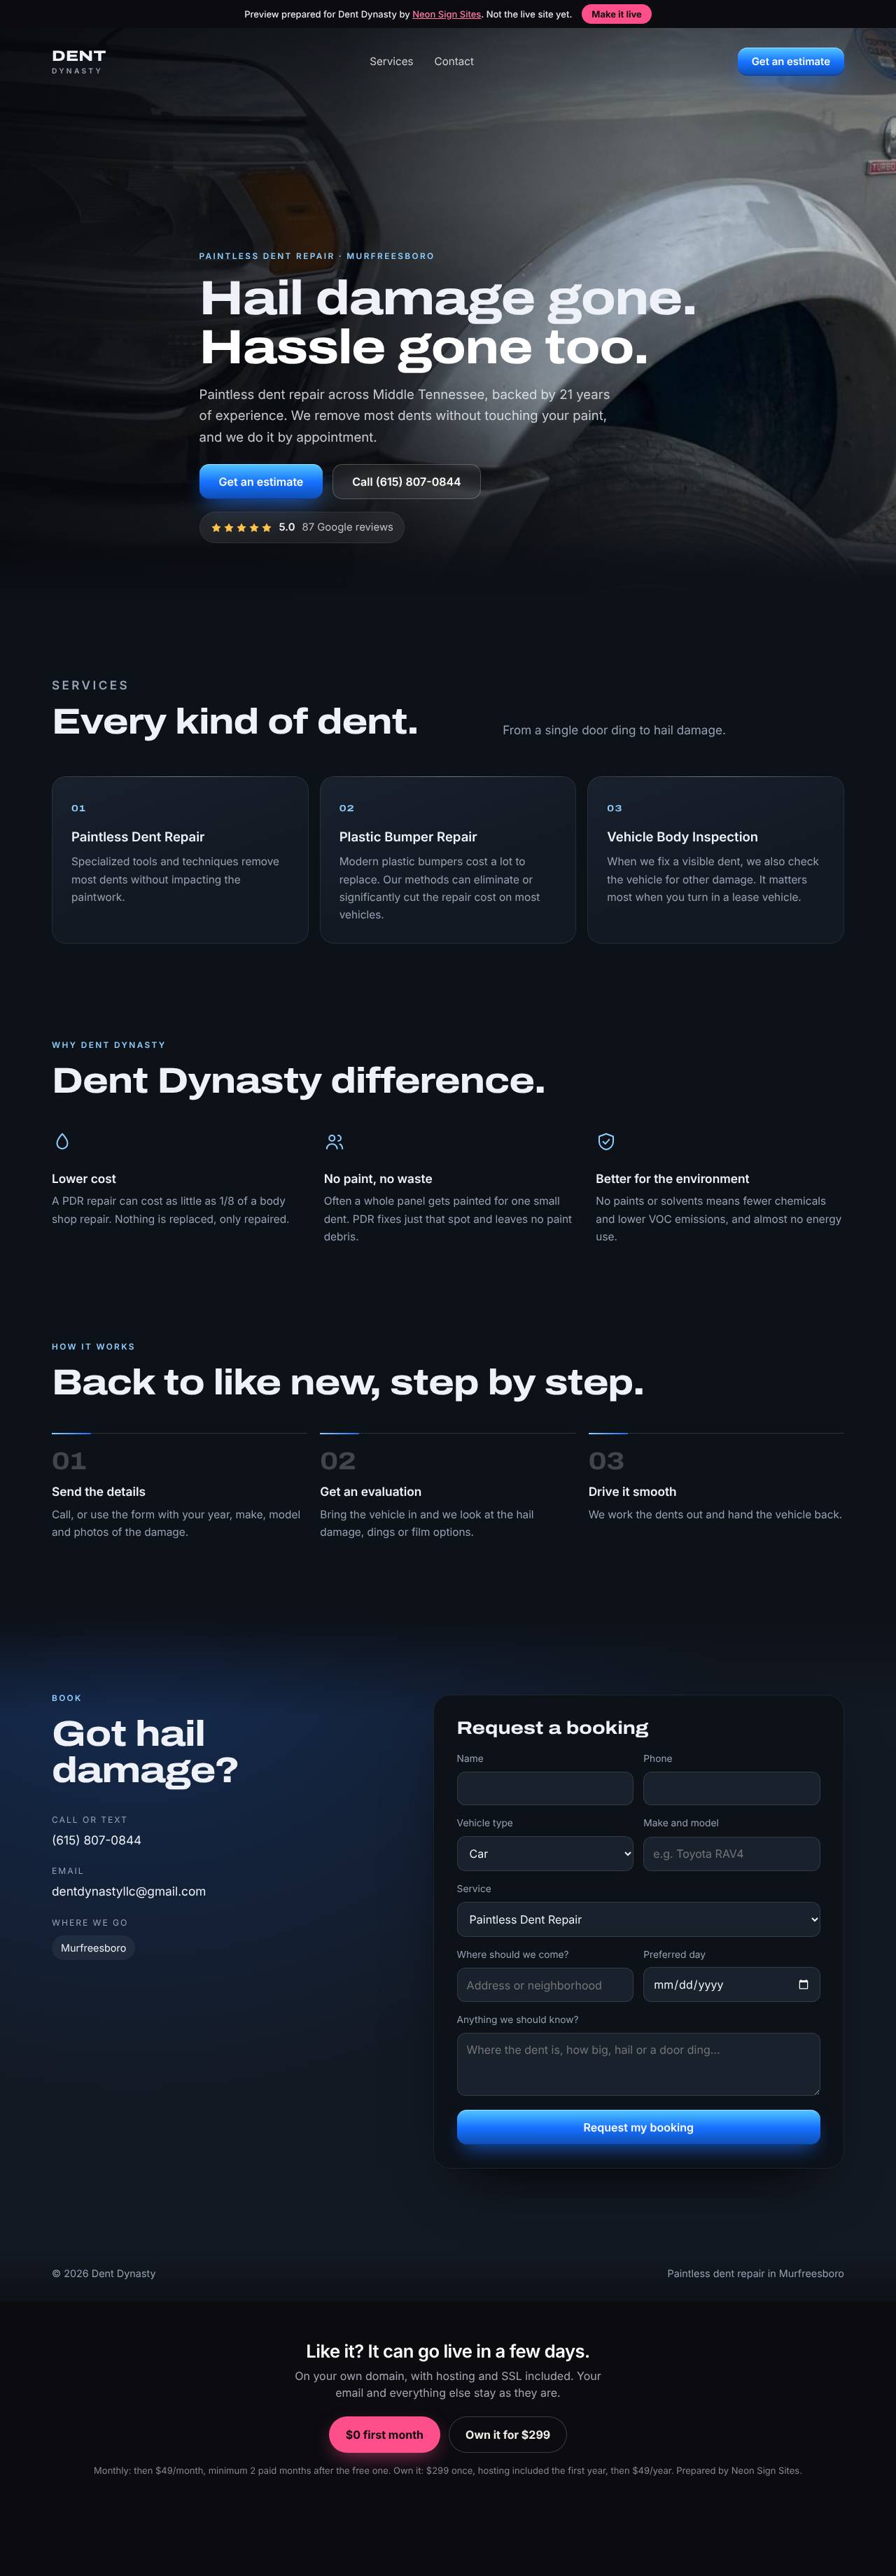 Preview prepared for Dent Dynasty by Neon Sign Sites. Not the live site yet. Make it live
DENT
DYNASTY
Services Contact
Get an estimate
TURBO
PAINTLESS DENT REPAIR · MURFREESBORO
Hail damage gone.
Hassle gone too.
Paintless dent repair across Middle Tennessee, backed by 21 years
of experience. We remove most dents without touching your paint,
and we do it by appointment.
Get an estimate Call (615) 807-0844
5.0 87 Google reviews
SERVICES
Every kind of dent.
From a single door ding to hail damage.
01
Paintless Dent Repair
Specialized tools and techniques remove
most dents without impacting the
paintwork.
02
Plastic Bumper Repair
Modern plastic bumpers cost a lot to
replace. Our methods can eliminate or
significantly cut the repair cost on most
vehicles.
03
Vehicle Body Inspection
When we fix a visible dent, we also check
the vehicle for other damage. It matters
most when you turn in a lease vehicle.
WHY DENT DYNASTY
Dent Dynasty difference.
Lower cost
A PDR repair can cost as little as 1/8 of a body
shop repair. Nothing is replaced, only repaired.
No paint, no waste
Often a whole panel gets painted for one small
dent. PDR fixes just that spot and leaves no paint
debris.
Better for the environment
No paints or solvents means fewer chemicals
and lower VOC emissions, and almost no energy
use.
HOW IT WORKS
Back to like new, step by step.
01
Send the details
Call, or use the form with your year, make, model
and photos of the damage.
02
Get an evaluation
Bring the vehicle in and we look at the hail
damage, dings or film options.
03
Drive it smooth
We work the dents out and hand the vehicle back.
BOOK
Got hail
damage?
CALL OR TEXT
(615) 807-0844
EMAIL
dentdynastyllc@gmail.com
WHERE WE GO
Murfreesboro
Request a booking
Name Phone
Vehicle type Make and model
Car e.g. Toyota RAV4
Service
Paintless Dent Repair
Where should we come? Preferred day
Address or neighborhood mm/dd/yyyy
Anything we should know?
Where the dent is, how big, hail or a door ding...
Request my booking
© 2026 Dent Dynasty
Paintless dent repair in Murfreesboro
Like it? It can go live in a few days.
On your own domain, with hosting and SSL included. Your
email and everything else stay as they are.
$0 first month Own it for $299
Monthly: then $49/month, minimum 2 paid months after the free one. Own it: $299 once, hosting included the first year, then $49/year. Prepared by Neon Sign Sites.